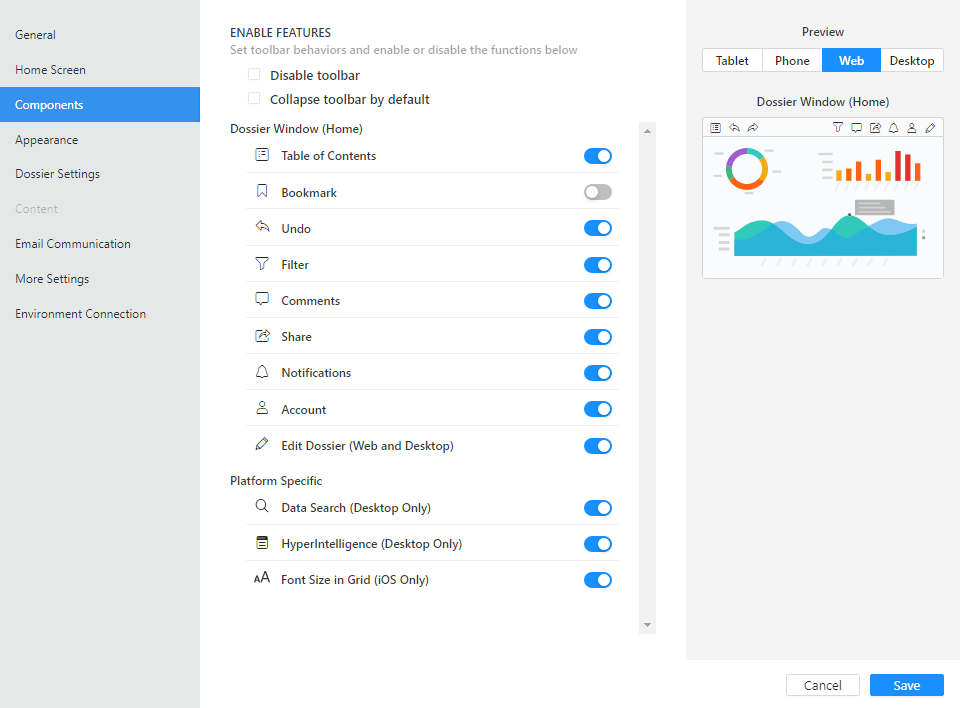 General
Home Screen
Components
Appearance
Dossier Settings
Content
Email Communication
More Settings
Environment Connection
ENABLE FEATURES
Set toolbar behaviors and enable or disable the functions below
Disable toolbar
Collapse toolbar by default
Dossier Window (Home)
Table of Contents
Bookmark
Undo
Filter
Comments
Share
Notifications
Account
Edit Dossier (Web and Desktop)
Platform Specific
Data Search (Desktop Only)
HyperIntelligence (Desktop Only)
AA Font Size in Grid (iOS Only)
Preview
Tablet Phone Web Desktop
Dossier Window (Home)
Cancel Save